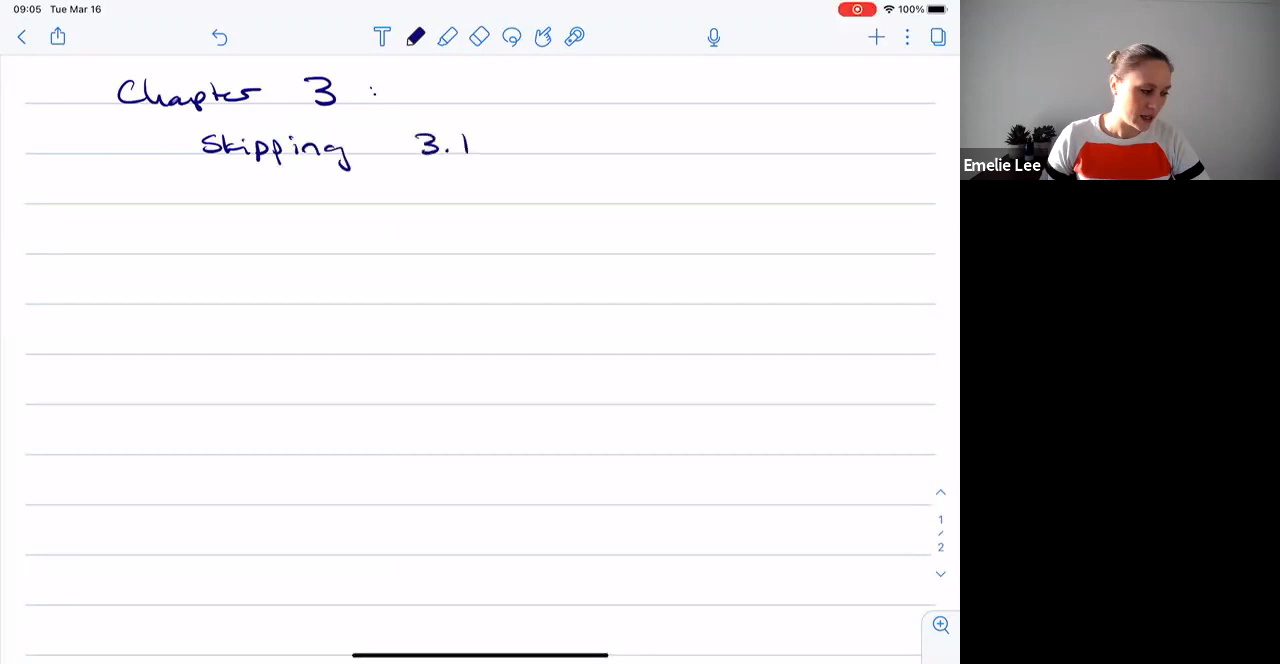 09:05 Tue Mar 16 100%
T
Chapter 3 :
Skipping 3.1
Emelie Lee
1
/
2